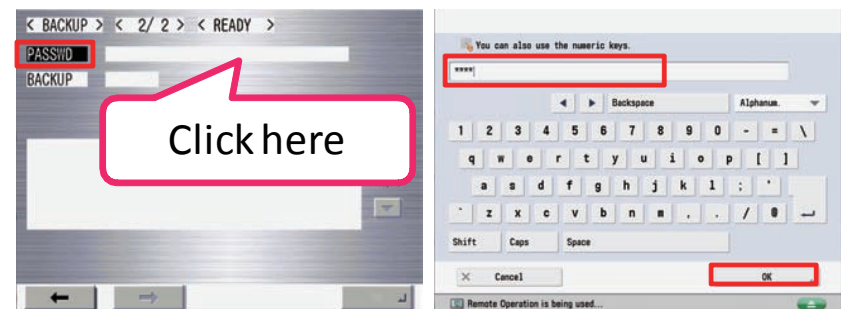 < BACKUP > < 2/ 2 > < READY >
PASSWD
BACKUP
Click here
You can also use the numeric keys.
****
Backspace
Alphanum.
1 2 3 4 5 6 7 8 9 0 - = \
q w e r t y u i o p [ ]
a s d f g h j k l ; '
` z x c v b n m , . / @
Shift Caps Space
× Cancel OK
Remote Operation is being used...